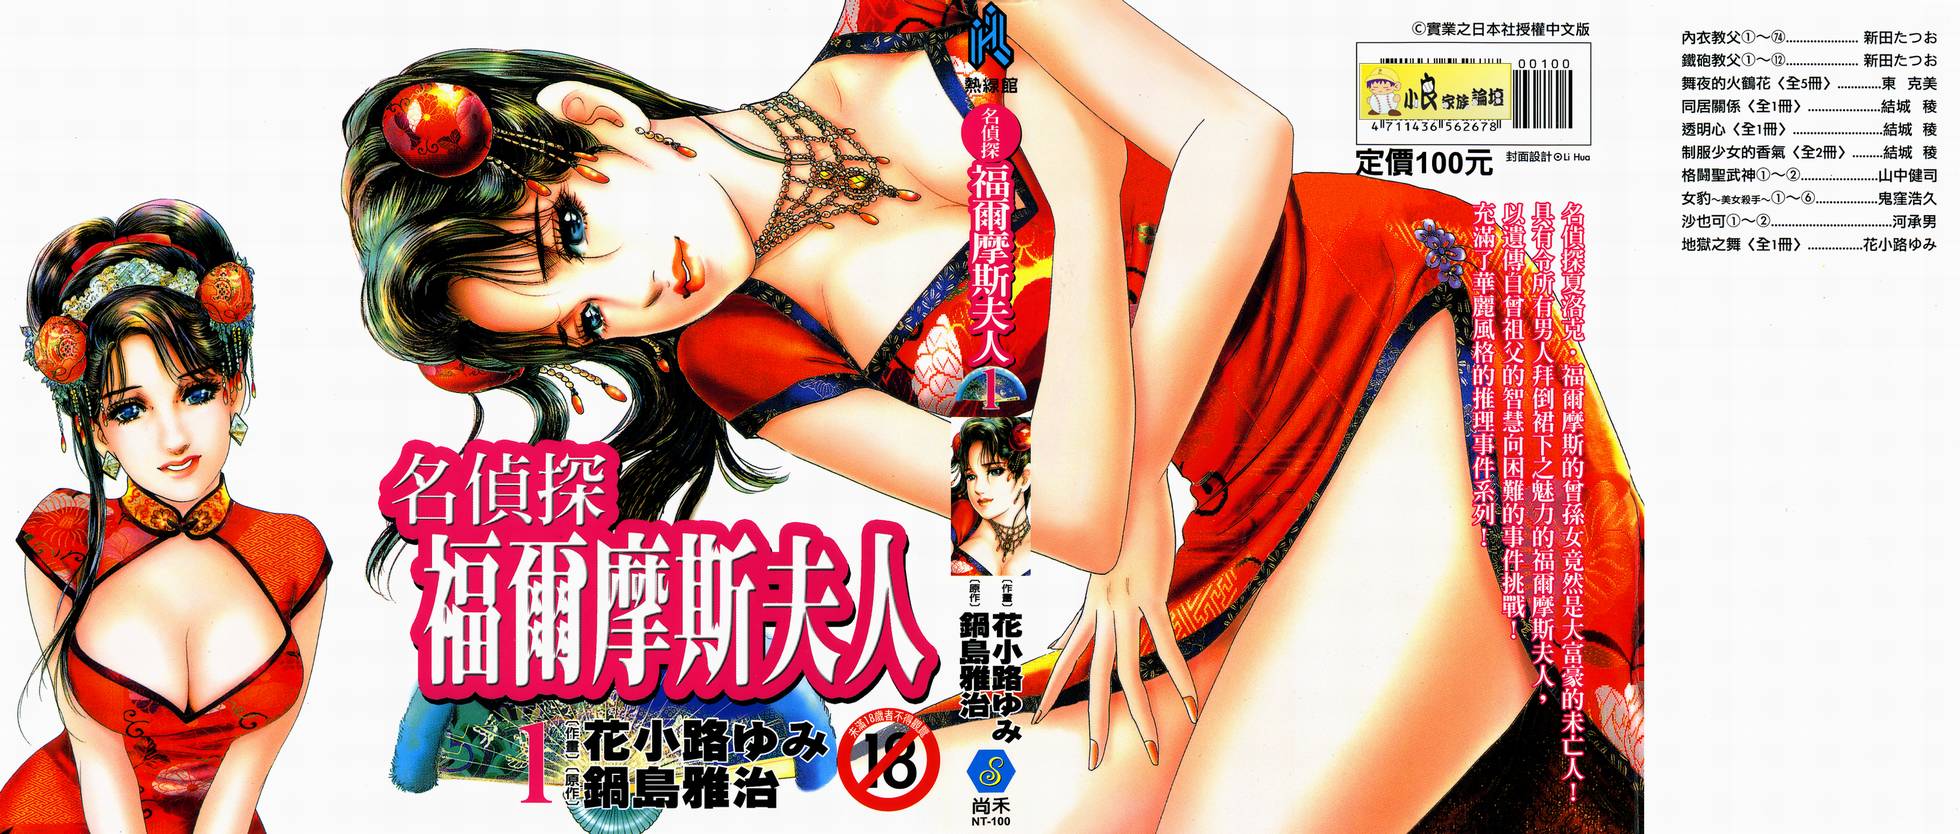 名偵探
福爾摩斯夫人
1
〔作畫〕花小路ゆみ
〔原作〕鍋島雅治
未滿18歲者不得觀看
18
熱線館
名偵探
福爾摩斯夫人
1
〔作畫〕花小路ゆみ
〔原作〕鍋島雅治
S
尚禾
NT-100
©實業之日本社授權中文版
00100
小良家族論壇
4 711436 562678
定價100元
封面設計⊙Li Hua
名偵探夏洛克·福爾摩斯的曾孫女竟然是大富豪的未亡人！
具有令所有男人拜倒裙下之魅力的福爾摩斯夫人，
以遺傳自曾祖父的智慧向困難的事件挑戰！
充滿了華麗風格的推理事件系列！
內衣教父①～74.....................新田たつお
鐵砲教父①～⑫.....................新田たつお
舞夜的火鶴花〈全5冊〉.............東 克美
同居關係〈全1冊〉......................結城 稜
透明心〈全1冊〉...........................結城 稜
制服少女的香氣〈全2冊〉.........結城 稜
格鬪聖武神①～②.......................山中健司
女豹～美女殺手～①～⑥..................鬼窪浩久
沙也可①～②....................................河承男
地獄之舞〈全1冊〉................花小路ゆみ